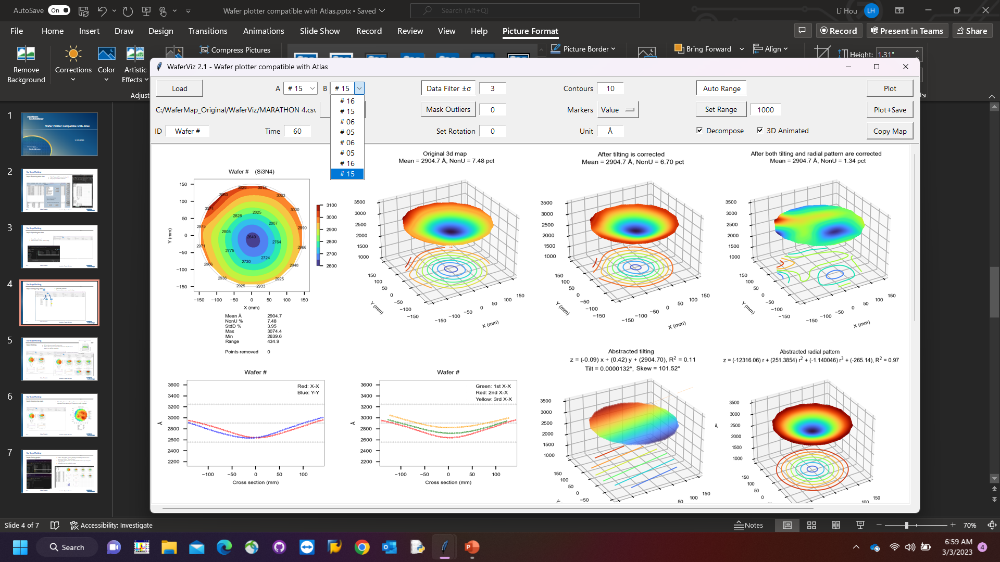 AutoSave On Wafer plotter compatible with Atlas.pptx • Saved Search (Alt+Q) Li Hou LH
File Home Insert Draw Design Transitions Animations Slide Show Record Review View Help Picture Format Record Present in Teams Share
Remove Background
Corrections
Color
Artistic Effects
Compress Pictures
Adjust
Picture Border
Bring Forward
Align
Height: 1.31"
WaferViz 2.1 - Wafer plotter compatible with Atlas
Load A # 15 B # 15 Data Filter ±σ 3 Contours 10 Auto Range Plot
C:/WaferMap_Original/WaferViz/MARATHON 4.csv Mask Outliers 0 Markers Value Set Range 1000 Plot+Save
ID Wafer # Time 60 Set Rotation 0 Unit Å Decompose 3D Animated Copy Map
# 16
# 15
# 06
# 05
# 06
# 05
# 16
# 15
Wafer # (Si3N4)
150
100
50
0
−50
−100
−150
Y (mm)
3028 3018
3060 3003
3074 3000
2828 2825
2807
2975 2990
2805
2640
2764
2971 2966
2775
2724
2730
2966 2948
2936 2925
2925 2933
−150 −100 −50 0 50 100 150
X (mm)
3100
3000
2900
2800
2700
2600
Mean Å 2904.7
NonU % 7.48
StdD % 3.95
Max 3074.4
Min 2639.6
Range 434.9
Points removed 0
Original 3d map
Mean = 2904.7 Å, NonU = 7.48 pct
3500
3000
2500
2000
1500
1000
150
100
50
0
−50
−100
−150
Y (mm)
−150 −100 −50 0 50 100 150
X (mm)
After tilting is corrected
Mean = 2904.7 Å, NonU = 6.70 pct
3500
3000
2500
2000
1500
1000
150
100
50
0
−50
−100
−150
Y (mm)
−150 −100 −50 0 50 100 150
X (mm)
After both tilting and radial pattern are corrected
Mean = 2904.7 Å, NonU = 1.34 pct
3500
3000
2500
2000
1500
1000
150
100
50
0
−50
−100
−150
Y (mm)
−150 −100 −50 0 50 100 150
X (mm)
Wafer #
Red: X-X
Blue: Y-Y
3600
3400
3200
3000
2800
2600
2400
2200
Å
−100 −50 0 50 100
Cross section (mm)
Wafer #
Green: 1st X-X
Red: 2nd X-X
Yellow: 3rd X-X
3600
3400
3200
3000
2800
2600
2400
2200
Å
−100 −50 0 50 100
Cross section (mm)
Abstracted tilting
z = (-0.09) x + (0.42) y + (2904.70), R² = 0.11
Tilt = 0.0000132°, Skew = 101.52°
3500
3000
2500
2000
1500
1000
Å
150
100
50
0
−50
50 100 150
Abstracted radial pattern
z = (-12316.06) r + (251.3854) r² + (-1.140046) r³ + (-265.14), R² = 0.97
3500
3000
2500
2000
1500
1000
150
100
50
0
100 150
1
Wafer Plotter Compatible with Atlas
2
3
4
5
6
7
Slide 4 of 7 Accessibility: Investigate Notes 70%
Search
6:59 AM
3/3/2023
4